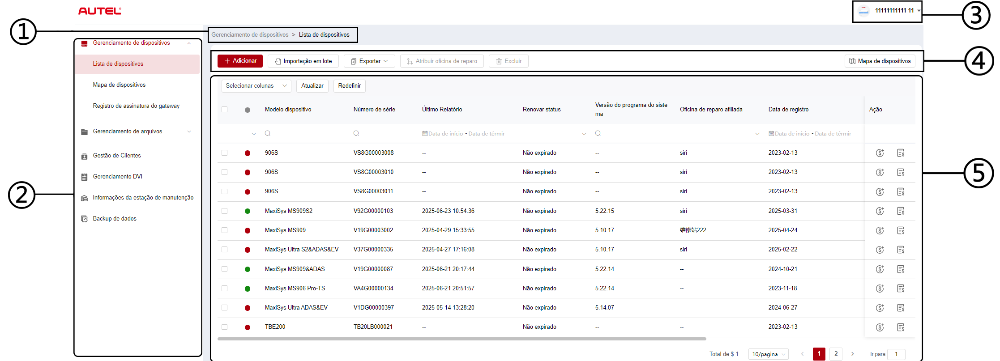 AUTEL
11111111111 11
③
①
Gerenciamento de dispositivos > Lista de dispositivos
②
Gerenciamento de dispositivos
Lista de dispositivos
Mapa de dispositivos
Registro de assinatura do gateway
Gerenciamento de arquivos
Gestão de Clientes
Gerenciamento DVI
Informações da estação de manutenção
Backup de dados
+ Adicionar Importação em lote Exportar Atribuir oficina de reparo Excluir Mapa de dispositivos
④
Selecionar colunas Atualizar Redefinir
Modelo dispositivo Número de série Último Relatório Renovar status Versão do programa do siste
ma Oficina de reparo afiliada Data de registro Ação
Data de início - Data de térmir Data de início - Data de térmir
906S VS8G00003008 -- Não expirado -- siri 2023-02-13
906S VS8G00003010 -- Não expirado -- siri 2023-02-13
⑤
906S VS8G00003011 -- Não expirado -- siri 2023-02-13
MaxiSys MS909S2 V92G00000103 2025-06-23 10:54:36 Não expirado 5.22.15 siri 2025-03-31
MaxiSys MS909 V19G00003002 2025-04-29 15:33:55 Não expirado 5.10.17 维修站222 2025-04-24
MaxiSys Ultra S2&ADAS&EV V37G00000335 2025-04-27 17:16:08 Não expirado 5.10.17 siri 2025-02-22
MaxiSys MS909&ADAS V19G00000087 2025-06-21 20:17:44 Não expirado 5.22.14 -- 2024-10-21
MaxiSys MS906 Pro-TS VA4G00000134 2025-06-21 20:51:57 Não expirado 5.22.14 -- 2023-11-18
MaxiSys Ultra ADAS&EV V1DG00000397 2025-05-14 13:28:20 Não expirado 5.14.07 -- 2024-06-27
TBE200 TB20LB000021 -- Não expirado -- -- 2023-02-13
Total de $ 1 10/pagina < 1 2 > Ir para 1